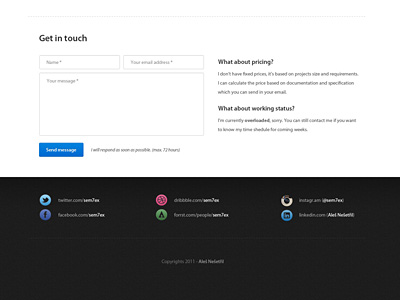 Get in touch
Name *
Your email address *
Your message *
Send message
I will respond as soon as possible. (max. 72 hours)
What about pricing?
I don't have fixed prices, it's based on projects size and requirements.
I can calculate the price based on documentation and specification
which you can send in your email.
What about working status?
I'm currently overloaded, sorry. You can still contact me if you want
to know my time shedule for coming weeks.
twitter.com/sem7ex
dribbble.com/sem7ex
instagr.am (@sem7ex)
facebook.com/sem7ex
forrst.com/people/sem7ex
linkedin.com (Aleš Nesetril)
Copyrights 2011 - Aleš Nesetril